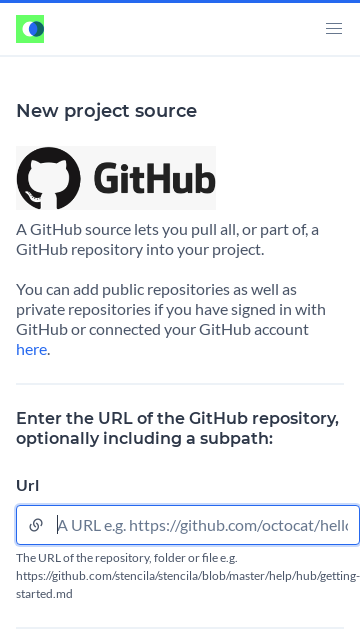 New project source
GitHub
A GitHub source lets you pull all, or part of, a
GitHub repository into your project.
You can add public repositories as well as
private repositories if you have signed in with
GitHub or connected your GitHub account
here.
Enter the URL of the GitHub repository,
optionally including a subpath:
Url
A URL e.g. https://github.com/octocat/hello
The URL of the repository, folder or file e.g.
https://github.com/stencila/stencila/blob/master/help/hub/getting-
started.md